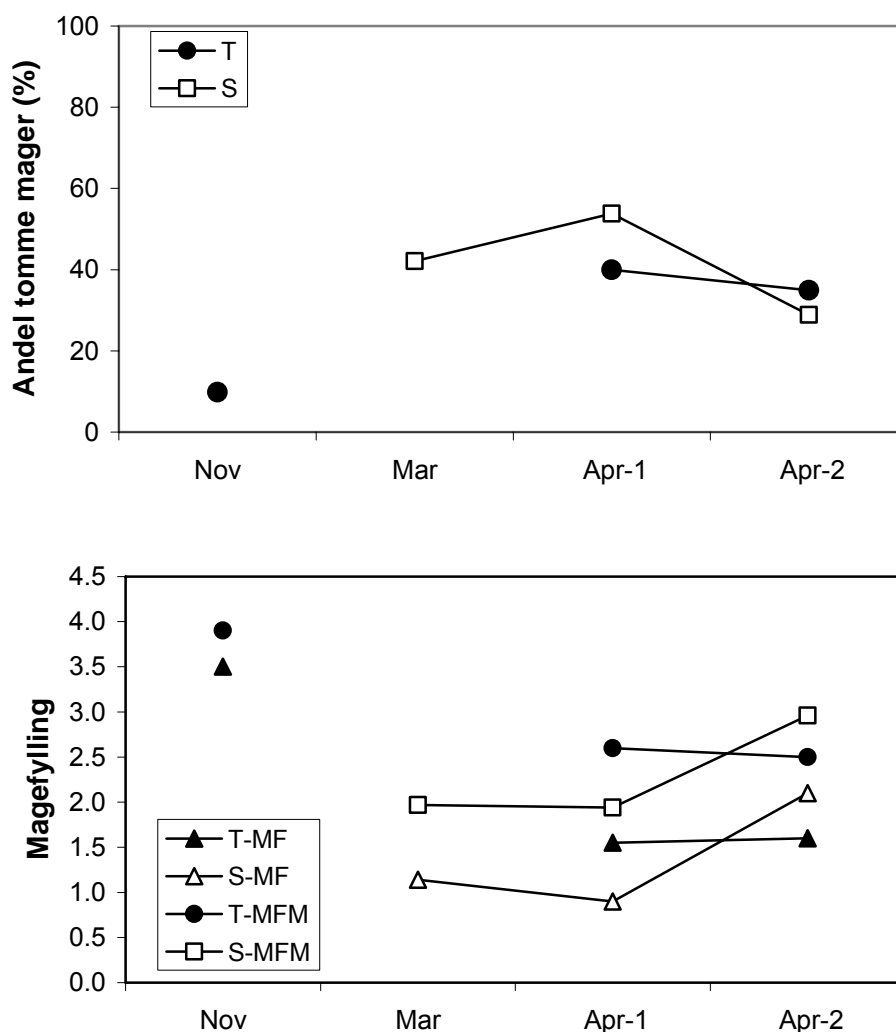 Andel tomme mager (%)
100
80
60
40
20
0
T
S
Nov Mar Apr-1 Apr-2
Magefylling
4.5
4.0
3.5
3.0
2.5
2.0
1.5
1.0
0.5
0.0
T-MF
S-MF
T-MFM
S-MFM
Nov Mar Apr-1 Apr-2